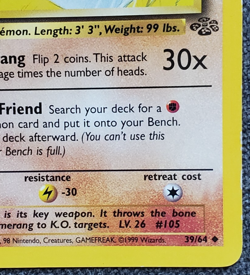 émon. Length: 3' 3", Weight: 99 lbs.
ang Flip 2 coins. This attack 30x
age times the number of heads.
Friend Search your deck for a
on card and put it onto your Bench.
deck afterward. (You can't use this
Bench is full.)
resistance retreat cost
-30
is its key weapon. It throws the bone
merang to K.O. targets. LV. 26 #105
, 98 Nintendo, Creatures, GAMEFREAK. ©1999 Wizards. 39/64